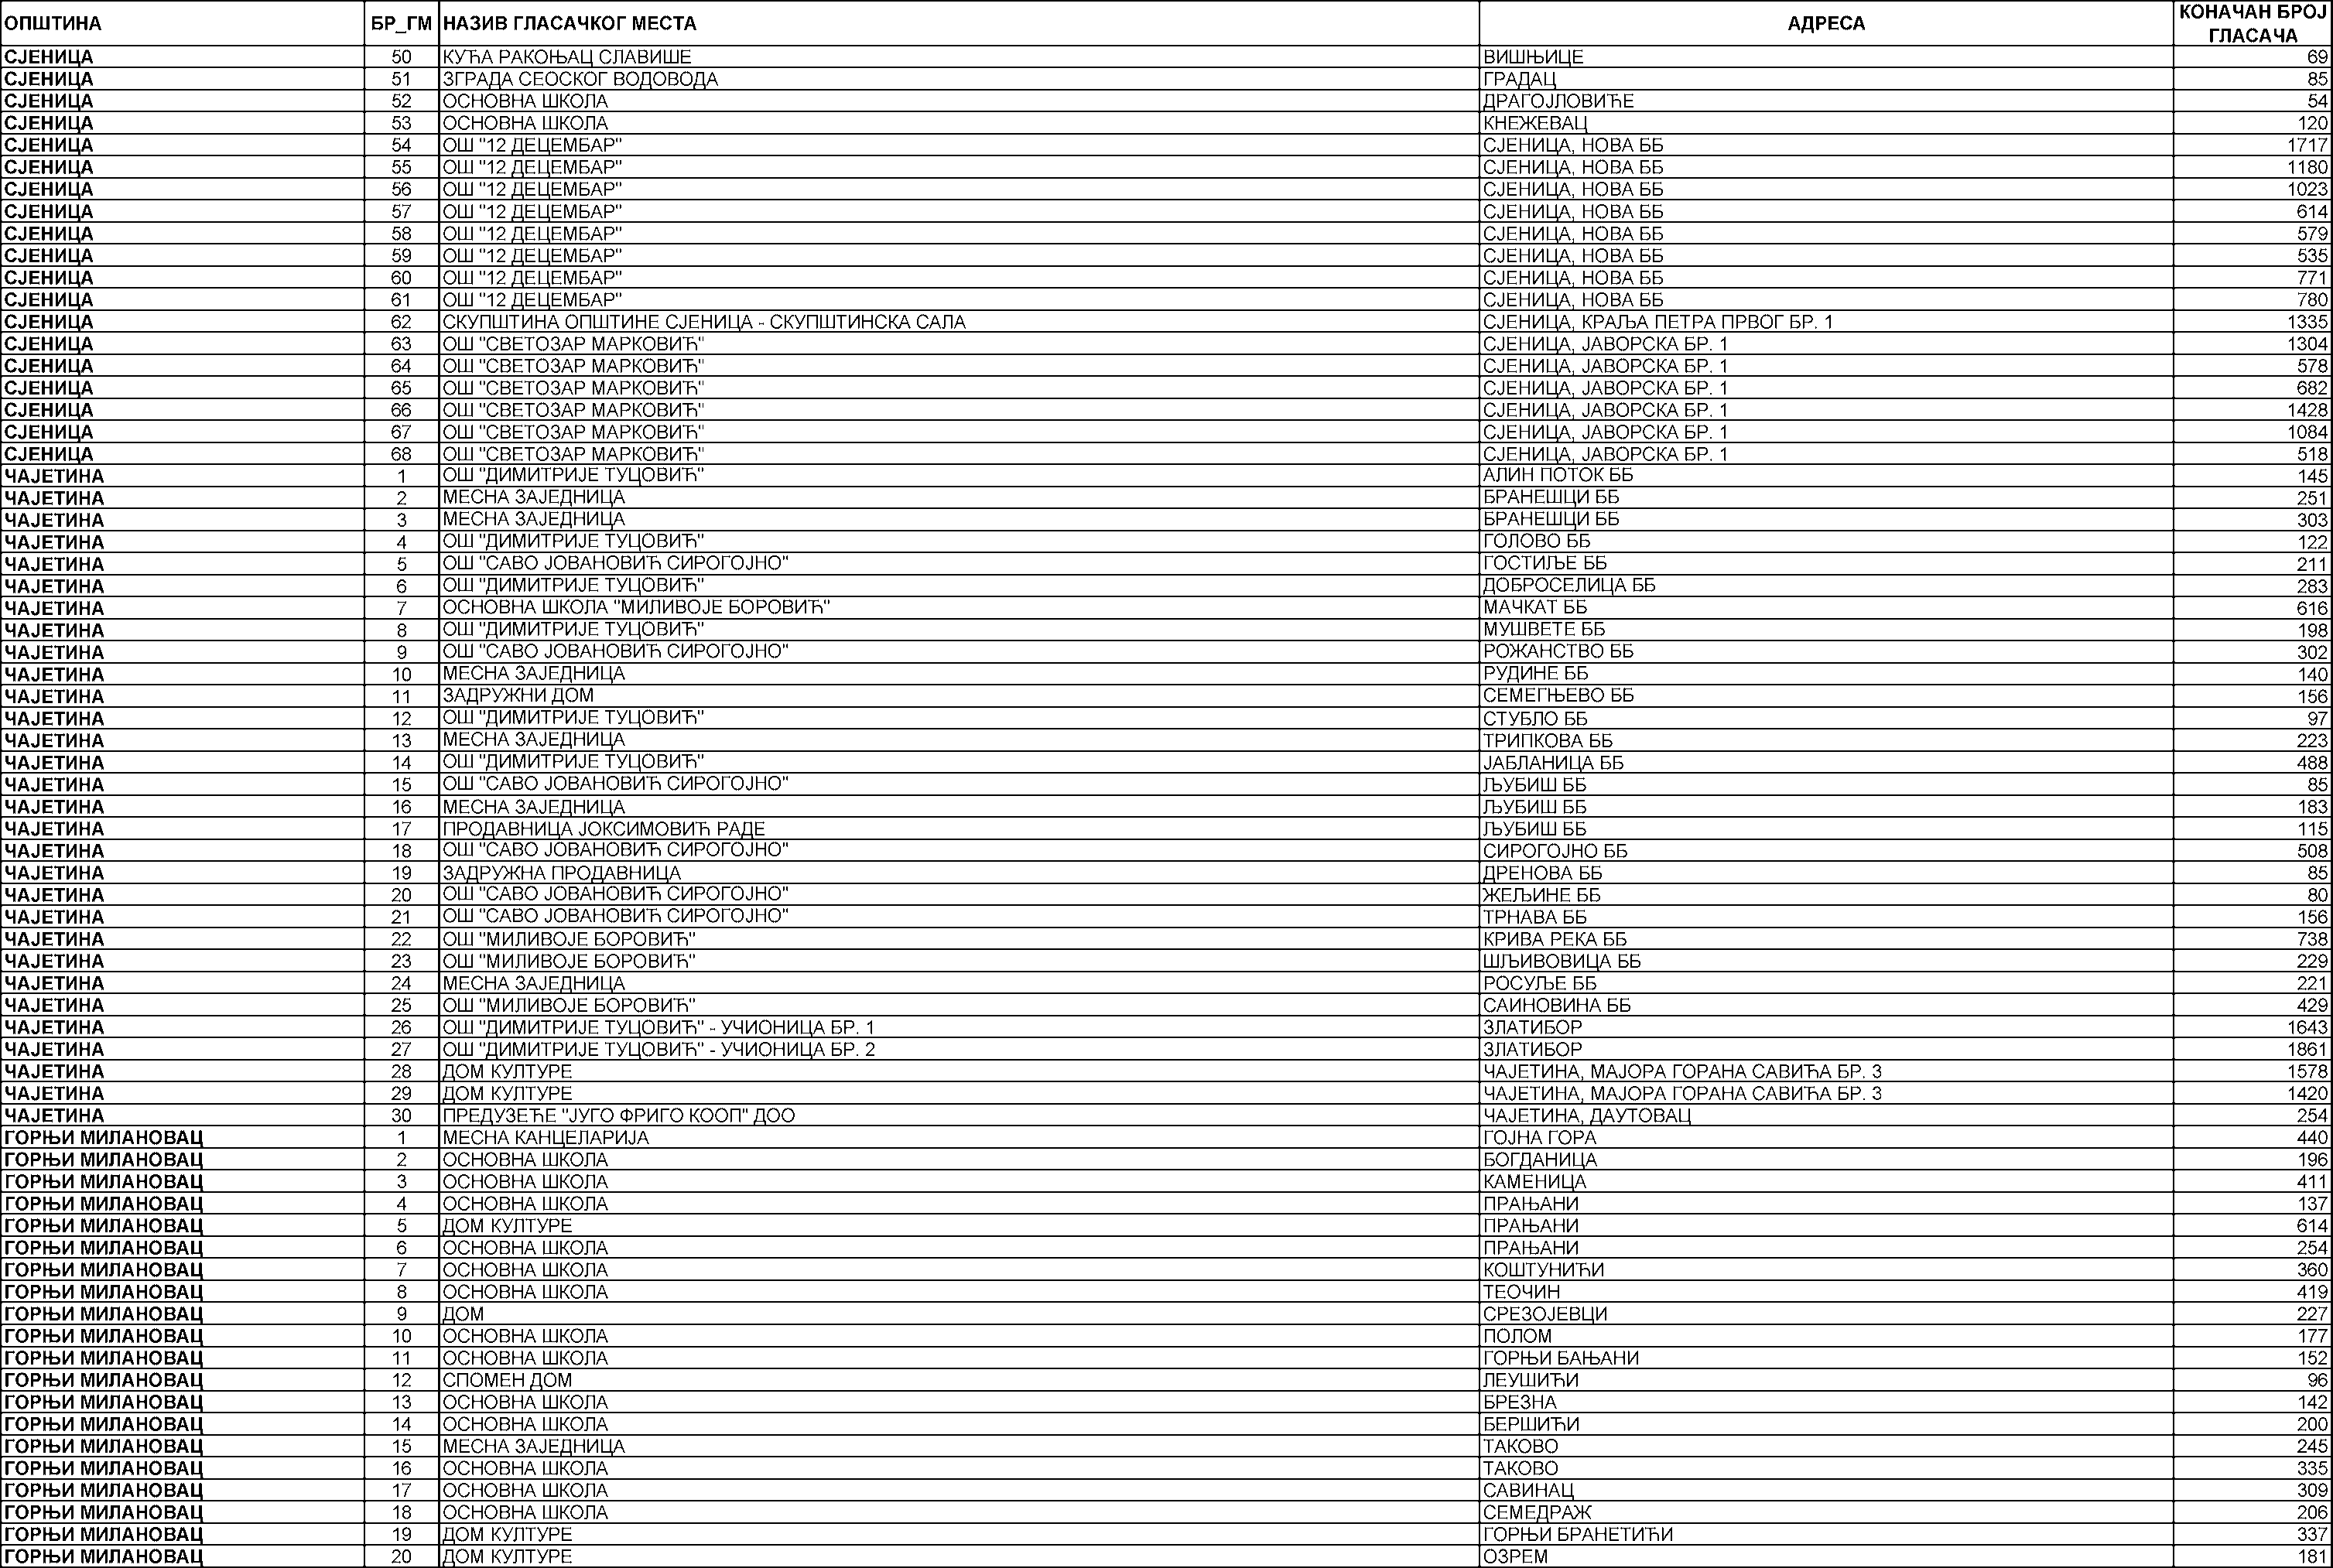 ОПШТИНА БР_ГМ НАЗИВ ГЛАСАЧКОГ МЕСТА АДРЕСА КОНАЧАН БРОЈ ГЛАСАЧА
СЈЕНИЦА 50 КУЋА РАКОЊАЦ СЛАВИШЕ ВИШЊИЦЕ 69
СЈЕНИЦА 51 ЗГРАДА СЕОСКОГ ВОДОВОДА ГРАДАЦ 85
СЈЕНИЦА 52 ОСНОВНА ШКОЛА ДРАГОЈЛОВИЋЕ 54
СЈЕНИЦА 53 ОСНОВНА ШКОЛА КНЕЖЕВАЦ 120
СЈЕНИЦА 54 ОШ "12 ДЕЦЕМБАР" СЈЕНИЦА, НОВА ББ 1717
СЈЕНИЦА 55 ОШ "12 ДЕЦЕМБАР" СЈЕНИЦА, НОВА ББ 1180
СЈЕНИЦА 56 ОШ "12 ДЕЦЕМБАР" СЈЕНИЦА, НОВА ББ 1023
СЈЕНИЦА 57 ОШ "12 ДЕЦЕМБАР" СЈЕНИЦА, НОВА ББ 614
СЈЕНИЦА 58 ОШ "12 ДЕЦЕМБАР" СЈЕНИЦА, НОВА ББ 579
СЈЕНИЦА 59 ОШ "12 ДЕЦЕМБАР" СЈЕНИЦА, НОВА ББ 535
СЈЕНИЦА 60 ОШ "12 ДЕЦЕМБАР" СЈЕНИЦА, НОВА ББ 771
СЈЕНИЦА 61 ОШ "12 ДЕЦЕМБАР" СЈЕНИЦА, НОВА ББ 780
СЈЕНИЦА 62 СКУПШТИНА ОПШТИНЕ СЈЕНИЦА - СКУПШТИНСКА САЛА СЈЕНИЦА, КРАЉА ПЕТРА ПРВОГ БР. 1 1335
СЈЕНИЦА 63 ОШ "СВЕТОЗАР МАРКОВИЋ" СЈЕНИЦА, ЈАВОРСКА БР. 1 1304
СЈЕНИЦА 64 ОШ "СВЕТОЗАР МАРКОВИЋ" СЈЕНИЦА, ЈАВОРСКА БР. 1 578
СЈЕНИЦА 65 ОШ "СВЕТОЗАР МАРКОВИЋ" СЈЕНИЦА, ЈАВОРСКА БР. 1 682
СЈЕНИЦА 66 ОШ "СВЕТОЗАР МАРКОВИЋ" СЈЕНИЦА, ЈАВОРСКА БР. 1 1428
СЈЕНИЦА 67 ОШ "СВЕТОЗАР МАРКОВИЋ" СЈЕНИЦА, ЈАВОРСКА БР. 1 1084
СЈЕНИЦА 68 ОШ "СВЕТОЗАР МАРКОВИЋ" СЈЕНИЦА, ЈАВОРСКА БР. 1 518
ЧАЈЕТИНА 1 ОШ "ДИМИТРИЈЕ ТУЦОВИЋ" АЛИН ПОТОК ББ 145
ЧАЈЕТИНА 2 МЕСНА ЗАЈЕДНИЦА БРАНЕШЦИ ББ 251
ЧАЈЕТИНА 3 МЕСНА ЗАЈЕДНИЦА БРАНЕШЦИ ББ 303
ЧАЈЕТИНА 4 ОШ "ДИМИТРИЈЕ ТУЦОВИЋ" ГОЛОВО ББ 122
ЧАЈЕТИНА 5 ОШ "САВО ЈОВАНОВИЋ СИРОГОЈНО" ГОСТИЉЕ ББ 211
ЧАЈЕТИНА 6 ОШ "ДИМИТРИЈЕ ТУЦОВИЋ" ДОБРОСЕЛИЦА ББ 283
ЧАЈЕТИНА 7 ОСНОВНА ШКОЛА "МИЛИВОЈЕ БОРОВИЋ" МАЧКАТ ББ 616
ЧАЈЕТИНА 8 ОШ "ДИМИТРИЈЕ ТУЦОВИЋ" МУШВЕТЕ ББ 198
ЧАЈЕТИНА 9 ОШ "САВО ЈОВАНОВИЋ СИРОГОЈНО" РОЖАНСТВО ББ 302
ЧАЈЕТИНА 10 МЕСНА ЗАЈЕДНИЦА РУДИНЕ ББ 140
ЧАЈЕТИНА 11 ЗАДРУЖНИ ДОМ СЕМЕГЊЕВО ББ 156
ЧАЈЕТИНА 12 ОШ "ДИМИТРИЈЕ ТУЦОВИЋ" СТУБЛО ББ 97
ЧАЈЕТИНА 13 МЕСНА ЗАЈЕДНИЦА ТРИПКОВА ББ 223
ЧАЈЕТИНА 14 ОШ "ДИМИТРИЈЕ ТУЦОВИЋ" ЈАБЛАНИЦА ББ 488
ЧАЈЕТИНА 15 ОШ "САВО ЈОВАНОВИЋ СИРОГОЈНО" ЉУБИШ ББ 85
ЧАЈЕТИНА 16 МЕСНА ЗАЈЕДНИЦА ЉУБИШ ББ 183
ЧАЈЕТИНА 17 ПРОДАВНИЦА ЈОКСИМОВИЋ РАДЕ ЉУБИШ ББ 115
ЧАЈЕТИНА 18 ОШ "САВО ЈОВАНОВИЋ СИРОГОЈНО" СИРОГОЈНО ББ 508
ЧАЈЕТИНА 19 ЗАДРУЖНА ПРОДАВНИЦА ДРЕНОВА ББ 85
ЧАЈЕТИНА 20 ОШ "САВО ЈОВАНОВИЋ СИРОГОЈНО" ЖЕЉИНЕ ББ 80
ЧАЈЕТИНА 21 ОШ "САВО ЈОВАНОВИЋ СИРОГОЈНО" ТРНАВА ББ 156
ЧАЈЕТИНА 22 ОШ "МИЛИВОЈЕ БОРОВИЋ" КРИВА РЕКА ББ 738
ЧАЈЕТИНА 23 ОШ "МИЛИВОЈЕ БОРОВИЋ" ШЉИВОВИЦА ББ 229
ЧАЈЕТИНА 24 МЕСНА ЗАЈЕДНИЦА РОСУЉЕ ББ 221
ЧАЈЕТИНА 25 ОШ "МИЛИВОЈЕ БОРОВИЋ" САИНОВИНА ББ 429
ЧАЈЕТИНА 26 ОШ "ДИМИТРИЈЕ ТУЦОВИЋ" - УЧИОНИЦА БР. 1 ЗЛАТИБОР 1643
ЧАЈЕТИНА 27 ОШ "ДИМИТРИЈЕ ТУЦОВИЋ" - УЧИОНИЦА БР. 2 ЗЛАТИБОР 1861
ЧАЈЕТИНА 28 ДОМ КУЛТУРЕ ЧАЈЕТИНА, МАЈОРА ГОРАНА САВИЋА БР. 3 1578
ЧАЈЕТИНА 29 ДОМ КУЛТУРЕ ЧАЈЕТИНА, МАЈОРА ГОРАНА САВИЋА БР. 3 1420
ЧАЈЕТИНА 30 ПРЕДУЗЕЋЕ "ЈУГО ФРИГО КООП" ДОО ЧАЈЕТИНА, ДАУТОВАЦ 254
ГОРЊИ МИЛАНОВАЦ 1 МЕСНА КАНЦЕЛАРИЈА ГОЈНА ГОРА 440
ГОРЊИ МИЛАНОВАЦ 2 ОСНОВНА ШКОЛА БОГДАНИЦА 196
ГОРЊИ МИЛАНОВАЦ 3 ОСНОВНА ШКОЛА КАМЕНИЦА 411
ГОРЊИ МИЛАНОВАЦ 4 ОСНОВНА ШКОЛА ПРАЊАНИ 137
ГОРЊИ МИЛАНОВАЦ 5 ДОМ КУЛТУРЕ ПРАЊАНИ 614
ГОРЊИ МИЛАНОВАЦ 6 ОСНОВНА ШКОЛА ПРАЊАНИ 254
ГОРЊИ МИЛАНОВАЦ 7 ОСНОВНА ШКОЛА КОШТУНИЋИ 360
ГОРЊИ МИЛАНОВАЦ 8 ОСНОВНА ШКОЛА ТЕОЧИН 419
ГОРЊИ МИЛАНОВАЦ 9 ДОМ СРЕЗОЈЕВЦИ 227
ГОРЊИ МИЛАНОВАЦ 10 ОСНОВНА ШКОЛА ПОЛОМ 177
ГОРЊИ МИЛАНОВАЦ 11 ОСНОВНА ШКОЛА ГОРЊИ БАЊАНИ 152
ГОРЊИ МИЛАНОВАЦ 12 СПОМЕН ДОМ ЛЕУШИЋИ 96
ГОРЊИ МИЛАНОВАЦ 13 ОСНОВНА ШКОЛА БРЕЗНА 142
ГОРЊИ МИЛАНОВАЦ 14 ОСНОВНА ШКОЛА БЕРШИЋИ 200
ГОРЊИ МИЛАНОВАЦ 15 МЕСНА ЗАЈЕДНИЦА ТАКОВО 245
ГОРЊИ МИЛАНОВАЦ 16 ОСНОВНА ШКОЛА ТАКОВО 335
ГОРЊИ МИЛАНОВАЦ 17 ОСНОВНА ШКОЛА САВИНАЦ 309
ГОРЊИ МИЛАНОВАЦ 18 ОСНОВНА ШКОЛА СЕМЕДРАЖ 206
ГОРЊИ МИЛАНОВАЦ 19 ДОМ КУЛТУРЕ ГОРЊИ БРАНЕТИЋИ 337
ГОРЊИ МИЛАНОВАЦ 20 ДОМ КУЛТУРЕ ОЗРЕМ 181